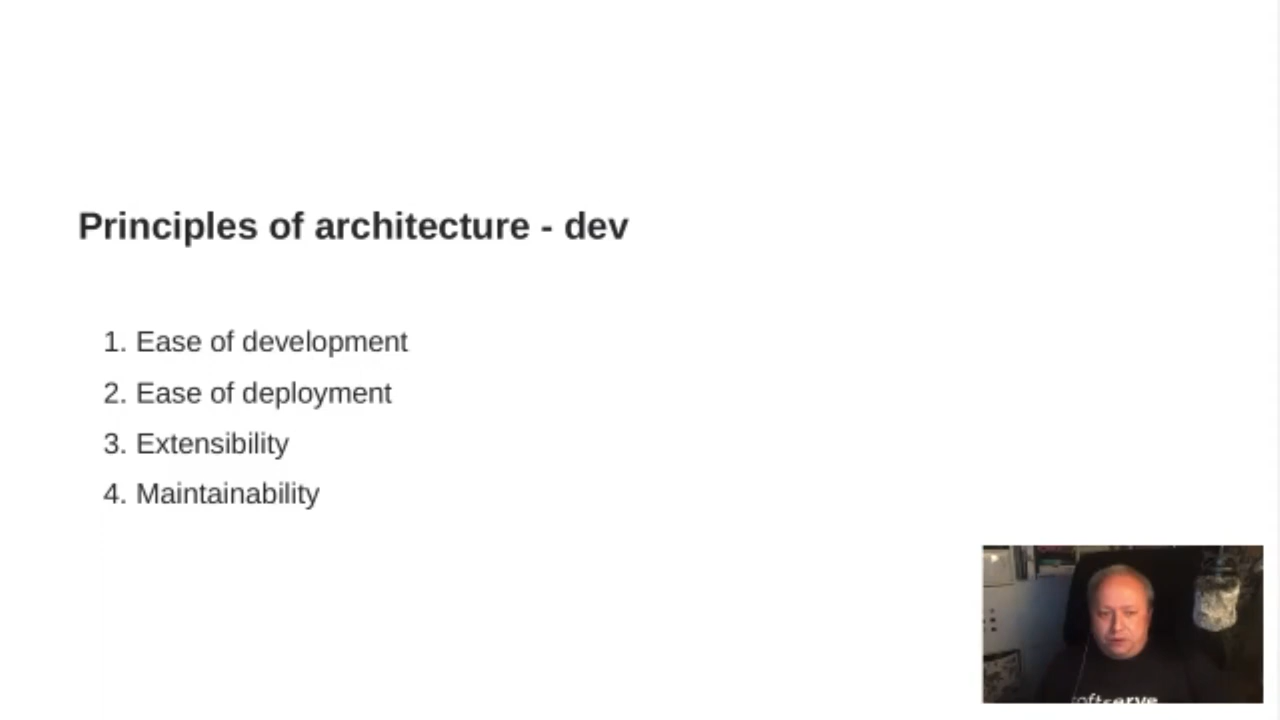 Principles of architecture - dev
1. Ease of development
2. Ease of deployment
3. Extensibility
4. Maintainability